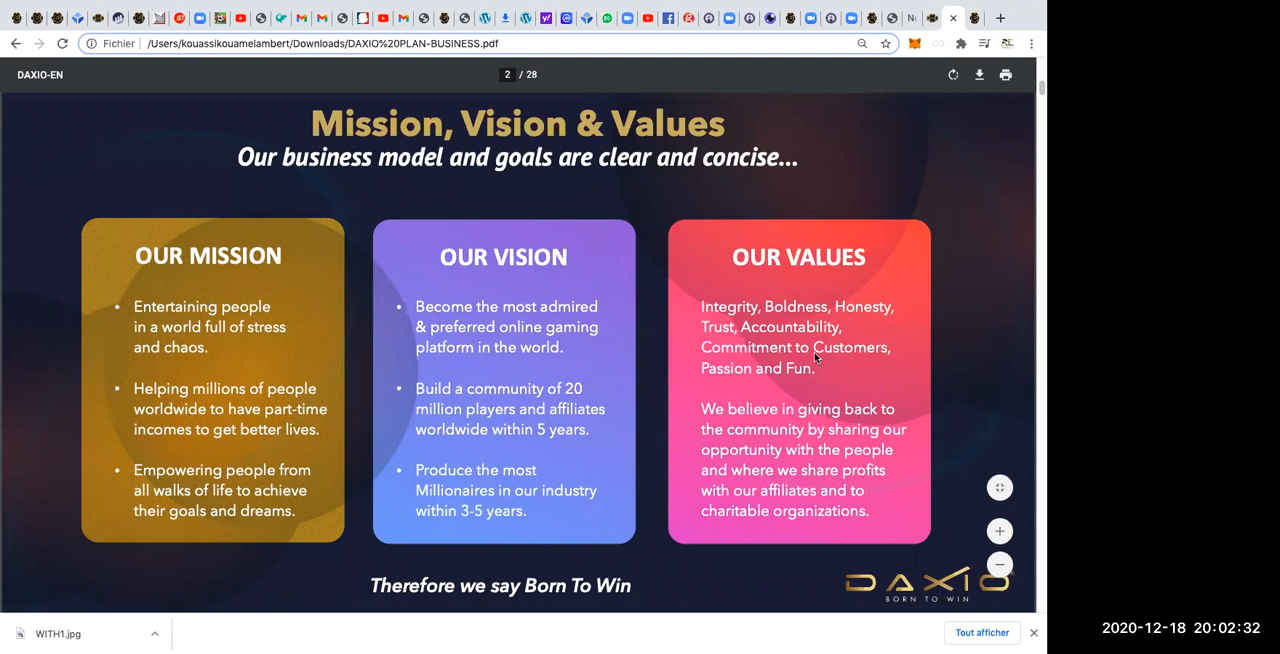 Fichier
/Users/kouassikouamelambert/Downloads/DAXIO%20PLAN-BUSINESS.pdf
DAXIO-EN
2 / 28
Mission, Vision & Values
Our business model and goals are clear and concise...
OUR MISSION
• Entertaining people
in a world full of stress
and chaos.
• Helping millions of people
worldwide to have part-time
incomes to get better lives.
• Empowering people from
all walks of life to achieve
their goals and dreams.
OUR VISION
• Become the most admired
& preferred online gaming
platform in the world.
• Build a community of 20
million players and affiliates
worldwide within 5 years.
• Produce the most
Millionaires in our industry
within 3-5 years.
OUR VALUES
Integrity, Boldness, Honesty,
Trust, Accountability,
Commitment to Customers,
Passion and Fun.
We believe in giving back to
the community by sharing our
opportunity with the people
and where we share profits
with our affiliates and to
charitable organizations.
Therefore we say Born To Win
DAXIO
BORN TO WIN
WITH1.jpg
Tout afficher
2020-12-18 20:02:32